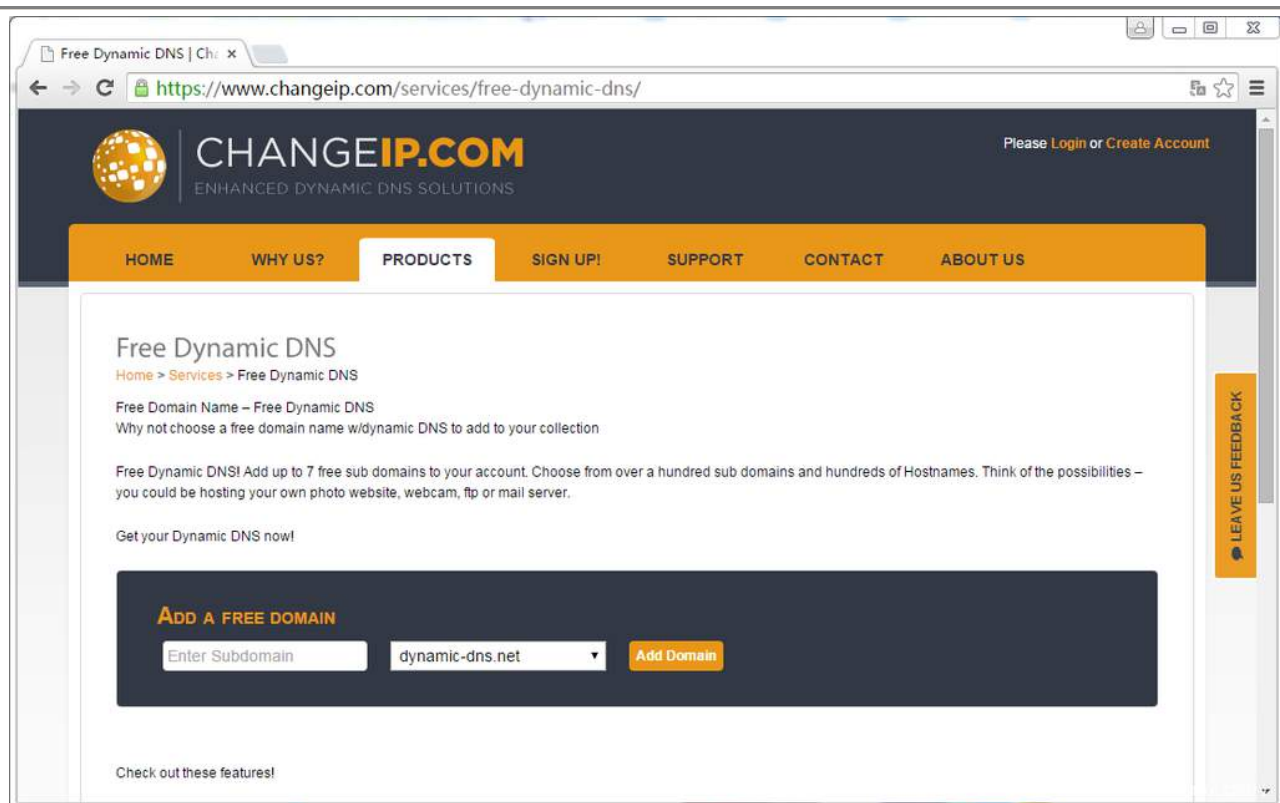 Free Dynamic DNS | Cha
https://www.changeip.com/services/free-dynamic-dns/
CHANGEIP.COM
ENHANCED DYNAMIC DNS SOLUTIONS
Please Login or Create Account
HOME WHY US? PRODUCTS SIGN UP! SUPPORT CONTACT ABOUT US
Free Dynamic DNS
Home > Services > Free Dynamic DNS
Free Domain Name – Free Dynamic DNS
Why not choose a free domain name w/dynamic DNS to add to your collection
Free Dynamic DNS! Add up to 7 free sub domains to your account. Choose from over a hundred sub domains and hundreds of Hostnames. Think of the possibilities –
you could be hosting your own photo website, webcam, ftp or mail server.
Get your Dynamic DNS now!
ADD A FREE DOMAIN
Enter Subdomain dynamic-dns.net Add Domain
Check out these features!
LEAVE US FEEDBACK